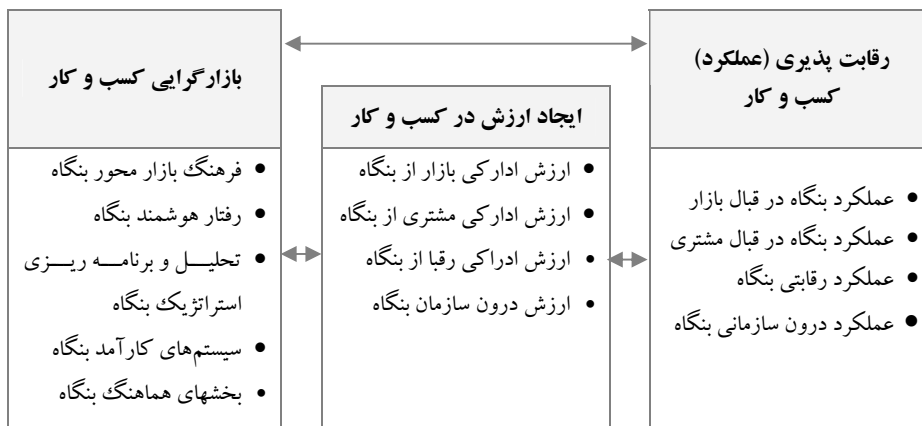 رقابت پذیری (عملکرد)
کسب و کار
• عملکرد بنگاه در قبال بازار
• عملکرد بنگاه در قبال مشتری
• عملکرد رقابتی بنگاه
• عملکرد درون سازمانی بنگاه
ایجاد ارزش در کسب و کار
• ارزش ادارکی بازار از بنگاه
• ارزش ادارکی مشتری از بنگاه
• ارزش ادراکی رقبا از بنگاه
• ارزش درون سازمان بنگاه
بازارگرایی کسب و کار
• فرهنگ بازار محور بنگاه
• رفتار هوشمند بنگاه
• تحلیل و برنامه ریزی
استراتژیک بنگاه
• سیستم‌های کارآمد بنگاه
• بخشهای هماهنگ بنگاه